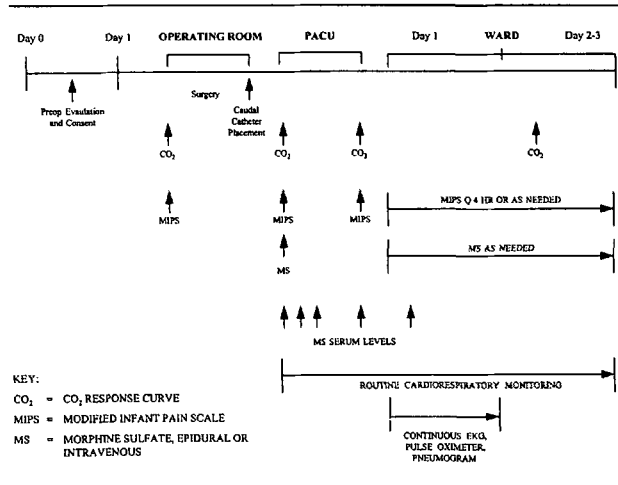 Day 0 Day 1 OPERATING ROOM PACU Day 1 WARD Day 2-3
Surgery
Preop Evaulation
and Consent
Caudal
Catheter
Placement
CO₂ CO₂ CO₂ CO₂
MIPS MIPS MIPS MIPS Q 4 HR OR AS NEEDED
MS MS AS NEEDED
MS SERUM LEVELS
ROUTINE CARDIORESPIRATORY MONITORING
CONTINUOUS EKG,
PULSE OXIMETER,
PNEUMOGRAM
KEY:
CO₂ = CO₂ RESPONSE CURVE
MIPS = MODIFIED INFANT PAIN SCALE
MS = MORPHINE SULFATE, EPIDURAL OR
INTRAVENOUS